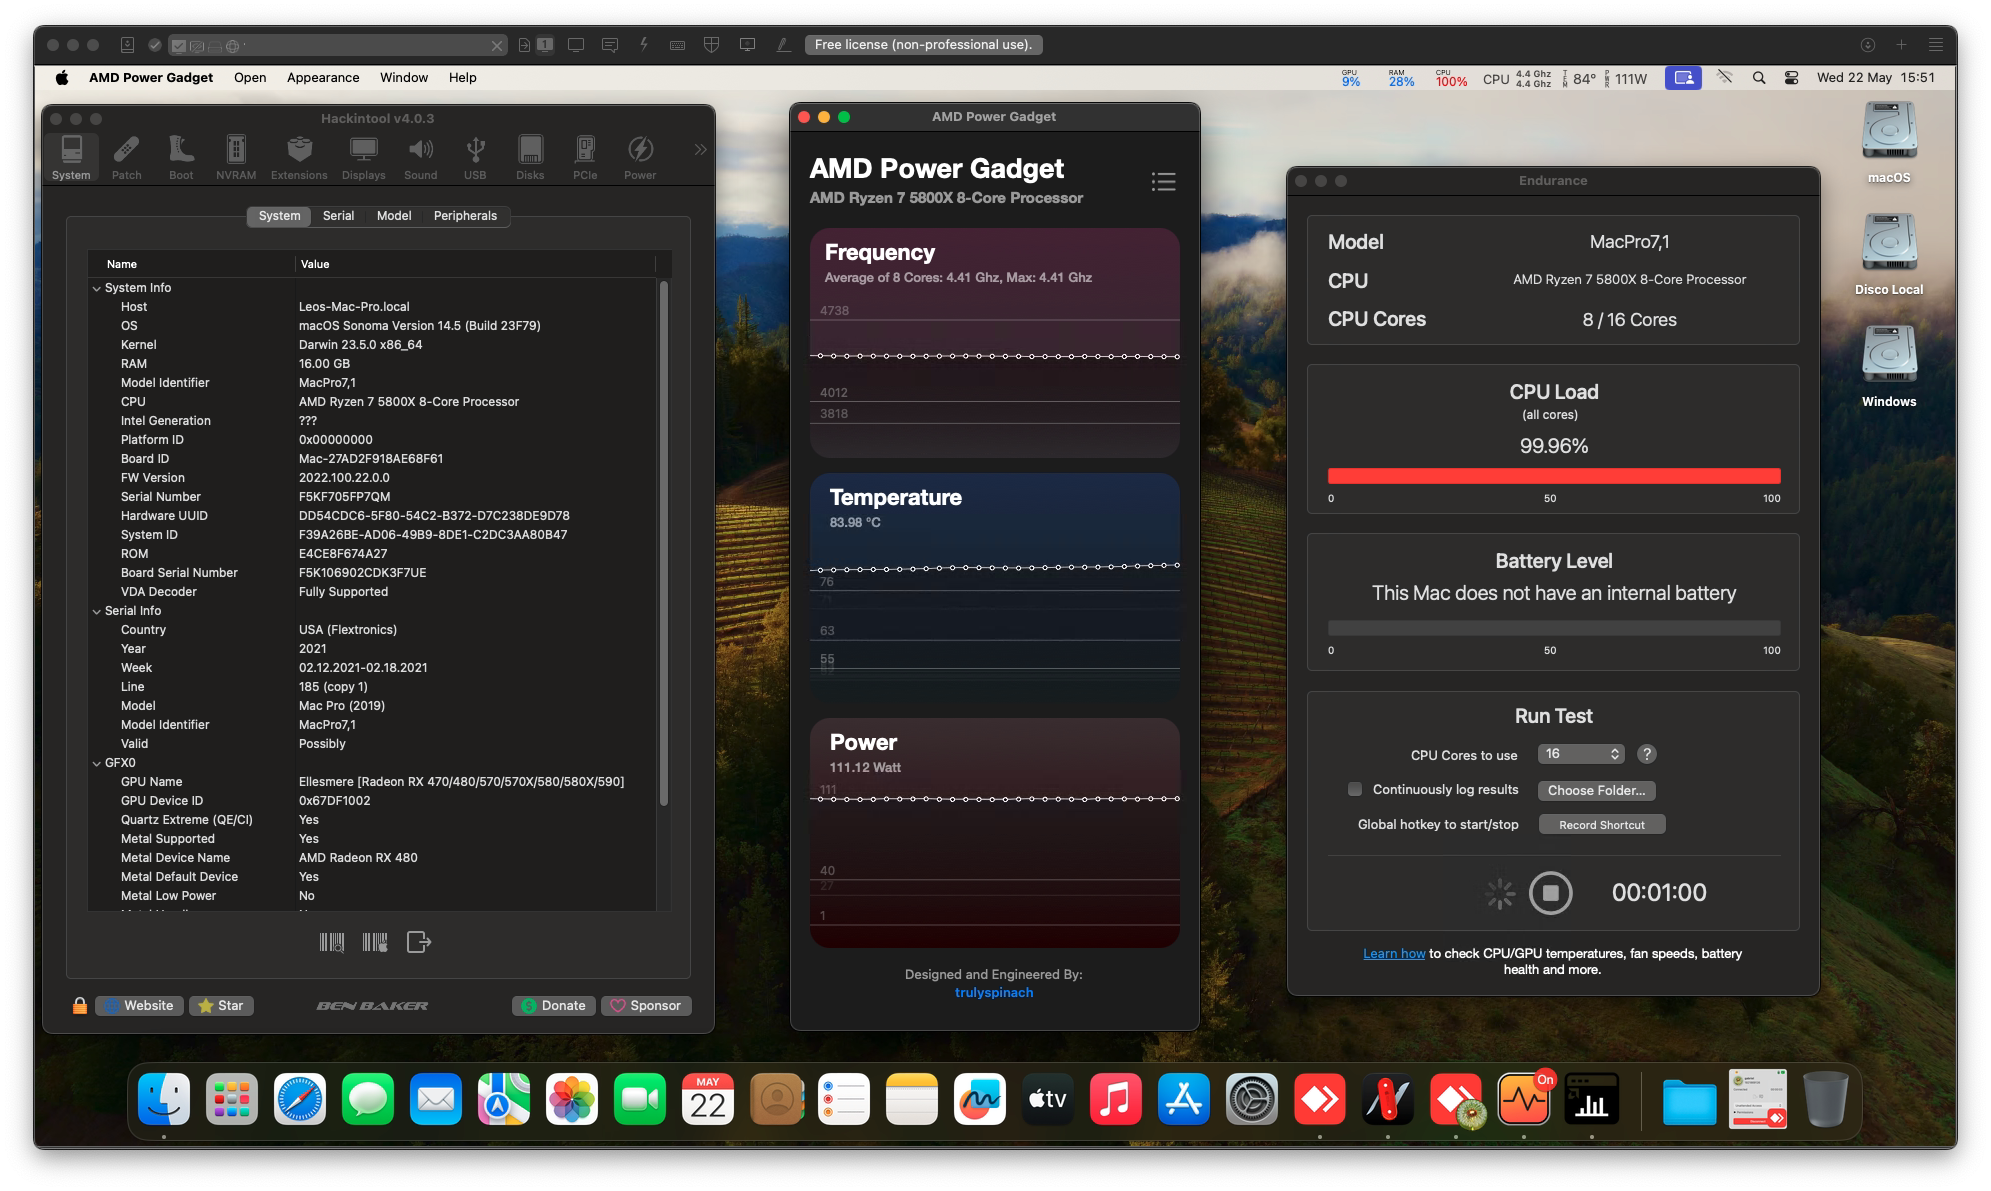 1
Free license (non-professional use).
AMD Power Gadget Open Appearance Window Help
GPU 9% RAM 28% CPU 100% CPU 4.4 Ghz 4.4 Ghz TEM 84° PWR 111W Wed 22 May 15:51
Hackintool v4.0.3
System Patch Boot NVRAM Extensions Displays Sound USB Disks PCIe Power
System Serial Model Peripherals
Name Value
System Info
Host Leos-Mac-Pro.local
OS macOS Sonoma Version 14.5 (Build 23F79)
Kernel Darwin 23.5.0 x86_64
RAM 16.00 GB
Model Identifier MacPro7,1
CPU AMD Ryzen 7 5800X 8-Core Processor
Intel Generation ???
Platform ID 0x00000000
Board ID Mac-27AD2F918AE68F61
FW Version 2022.100.22.0.0
Serial Number F5KF705FP7QM
Hardware UUID DD54CDC6-5F80-54C2-B372-D7C238DE9D78
System ID F39A26BE-AD06-49B9-8DE1-C2DC3AA80B47
ROM E4CE8F674A27
Board Serial Number F5K106902CDK3F7UE
VDA Decoder Fully Supported
Serial Info
Country USA (Flextronics)
Year 2021
Week 02.12.2021-02.18.2021
Line 185 (copy 1)
Model Mac Pro (2019)
Model Identifier MacPro7,1
Valid Possibly
GFX0
GPU Name Ellesmere [Radeon RX 470/480/570/570X/580/580X/590]
GPU Device ID 0x67DF1002
Quartz Extreme (QE/CI) Yes
Metal Supported Yes
Metal Device Name AMD Radeon RX 480
Metal Default Device Yes
Metal Low Power No
Website Star BEN BAKER Donate Sponsor
AMD Power Gadget
AMD Power Gadget
AMD Ryzen 7 5800X 8-Core Processor
Frequency
Average of 8 Cores: 4.41 Ghz, Max: 4.41 Ghz
4738
4012
3818
Temperature
83.98 °C
76
71
63
55
Power
111.12 Watt
111
40
27
1
Designed and Engineered By:
trulyspinach
Endurance
Model MacPro7,1
CPU AMD Ryzen 7 5800X 8-Core Processor
CPU Cores 8 / 16 Cores
CPU Load
(all cores)
99.96%
0 50 100
Battery Level
This Mac does not have an internal battery
0 50 100
Run Test
CPU Cores to use 16 ?
Continuously log results Choose Folder...
Global hotkey to start/stop Record Shortcut
00:01:00
Learn how to check CPU/GPU temperatures, fan speeds, battery
health and more.
macOS
Disco Local
Windows
MAY
22
tv
On